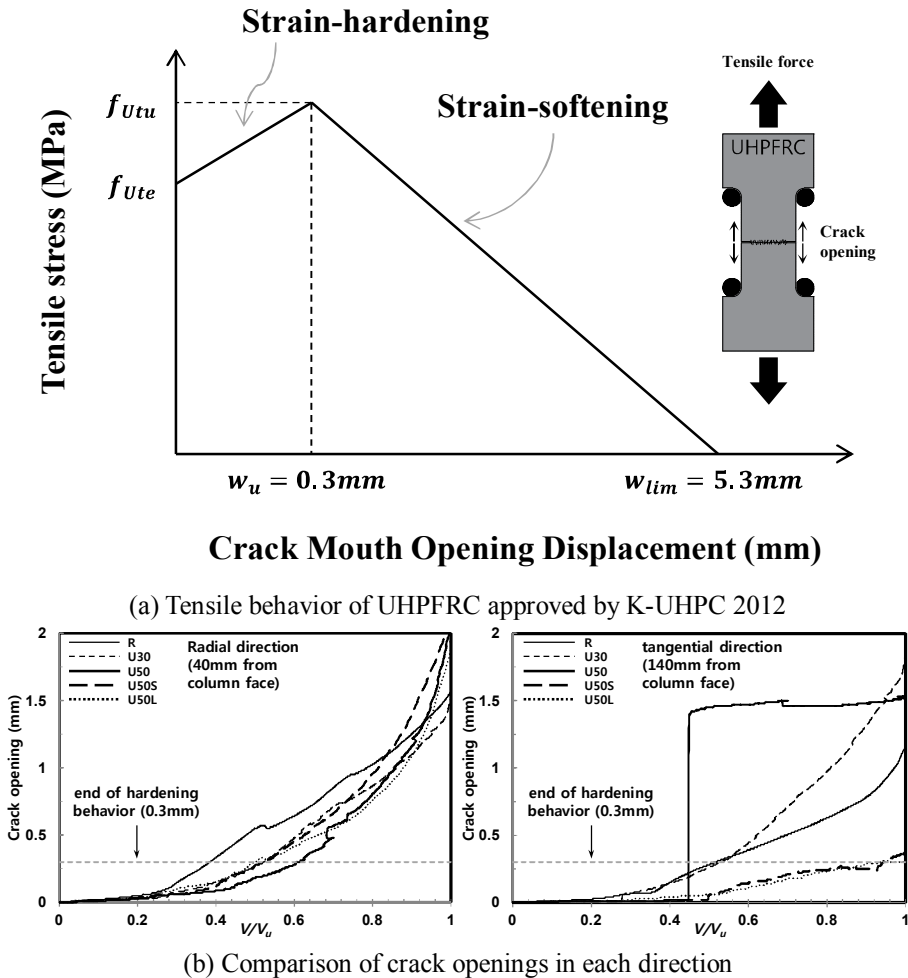 Strain-hardening
Tensile force
f_Utu
Strain-softening
UHPFRC
f_Ute
Crack
opening
Tensile stress (MPa)
w_u = 0.3mm
w_lim = 5.3mm
Crack Mouth Opening Displacement (mm)
(a) Tensile behavior of UHPFRC approved by K-UHPC 2012
2
1.5
1
0.5
0
Crack opening (mm)
R
U30
U50
U50S
U50L
Radial direction
(40mm from
column face)
end of hardening
behavior (0.3mm)
0 0.2 0.4 0.6 0.8 1
V/V_u
2
1.5
1
0.5
0
Crack opening (mm)
R
U30
U50
U50S
U50L
tangential direction
(140mm from
column face)
end of hardening
behavior (0.3mm)
0 0.2 0.4 0.6 0.8 1
V/V_u
(b) Comparison of crack openings in each direction